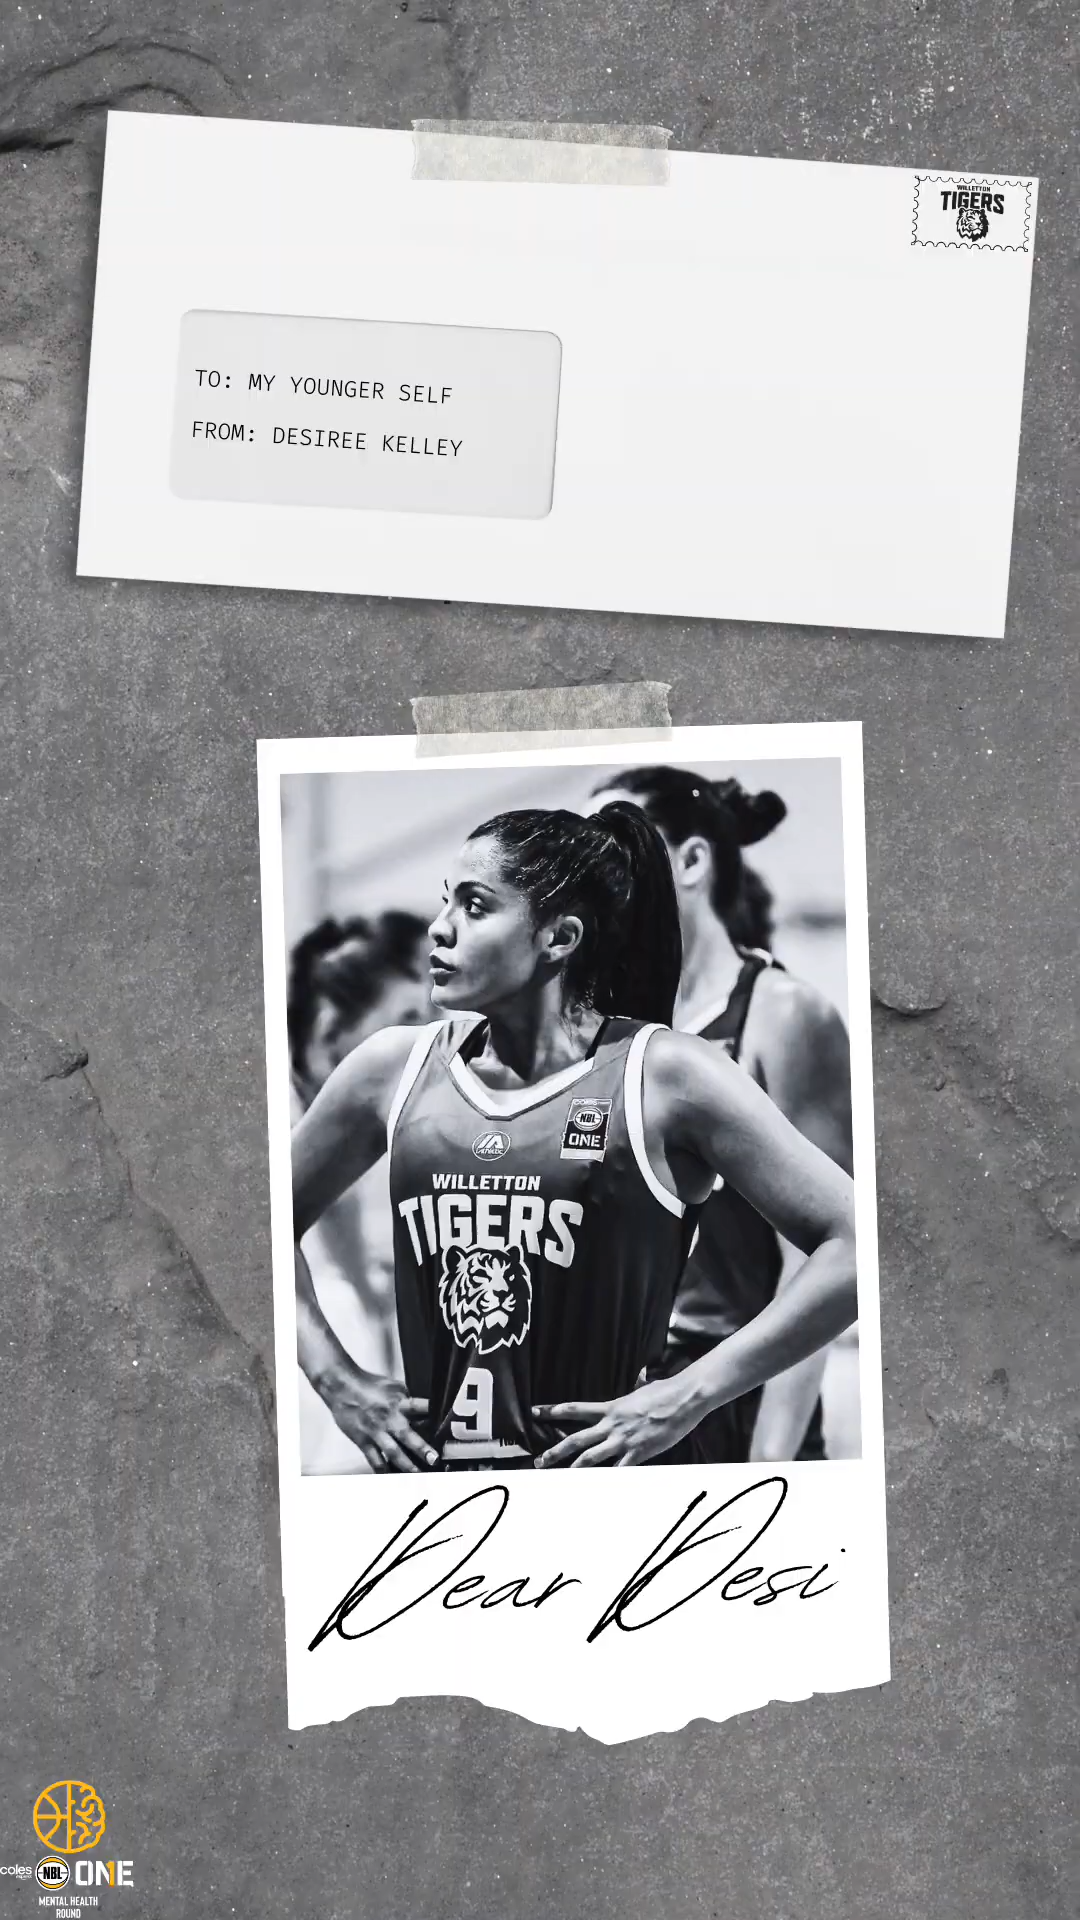 WILLETTON
TIGERS
TO: MY YOUNGER SELF
FROM: DESIREE KELLEY
NBL
ONE
WILLETTON
TIGERS
9
Dear Desi
coles
NBL ONE
MENTAL HEALTH
ROUND